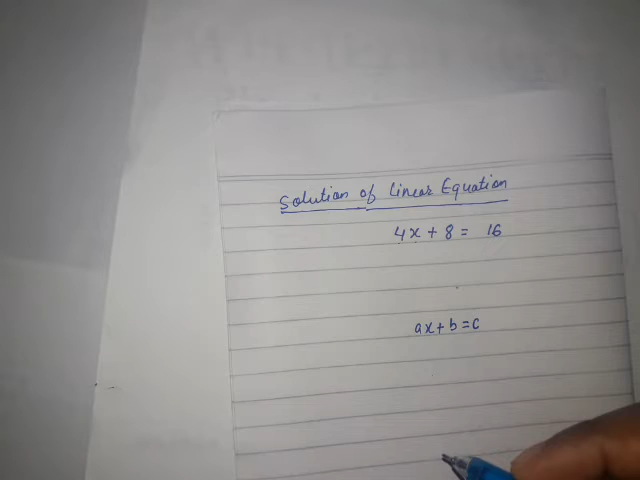 Solution of Linear Equation
4x + 8 = 16
ax + b = c